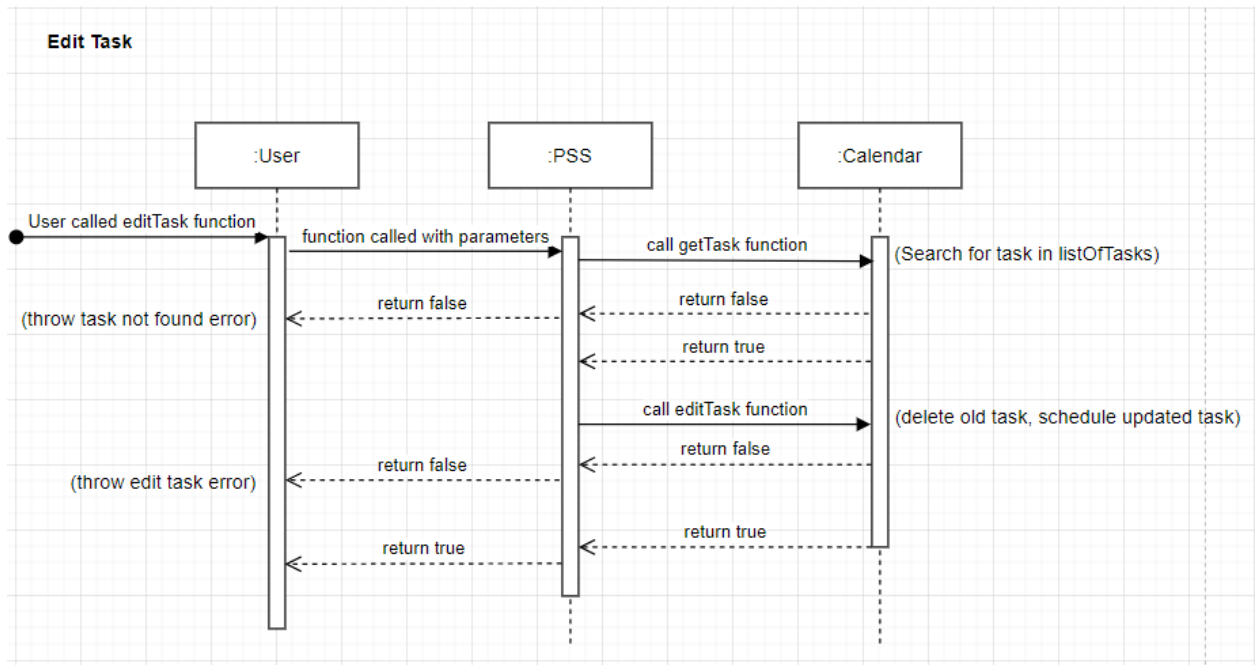 Edit Task
:User
:PSS
:Calendar
User called editTask function
function called with parameters
call getTask function
(Search for task in listOfTasks)
return false
return false
(throw task not found error)
return true
call editTask function
(delete old task, schedule updated task)
return false
return false
(throw edit task error)
return true
return true